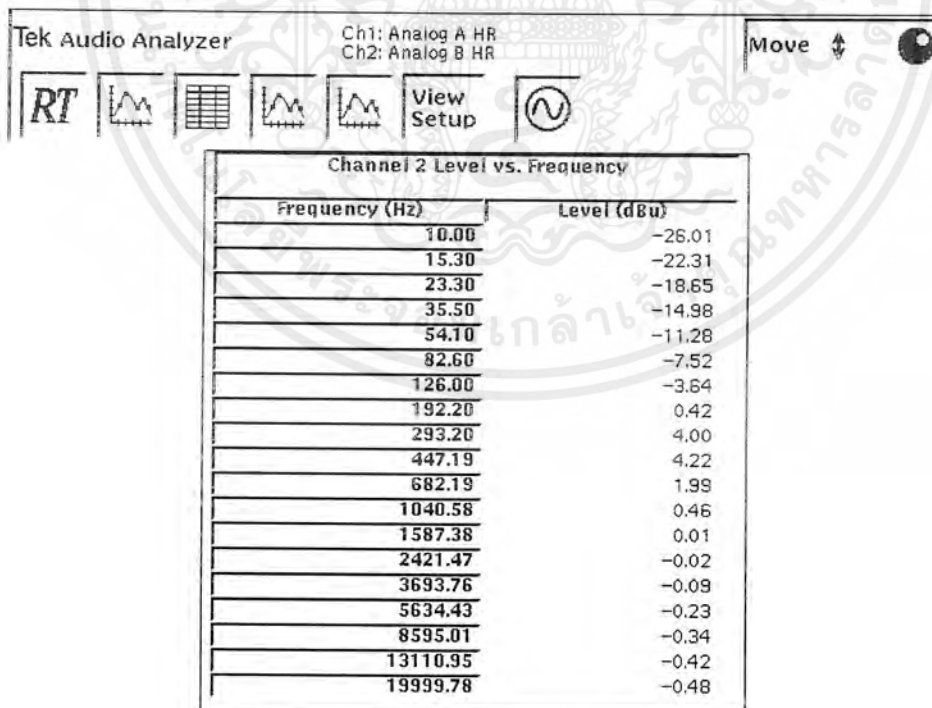 Tek Audio Analyzer
Ch1: Analog A HR
Ch2: Analog B HR
Move
RT
View
Setup
Channel 2 Level vs. Frequency
Frequency (Hz) Level (dBu)
10.00 -26.01
15.30 -22.31
23.30 -18.65
35.50 -14.98
54.10 -11.28
82.60 -7.52
126.00 -3.64
192.20 0.42
293.20 4.00
447.19 4.22
682.19 1.99
1040.58 0.46
1587.38 0.01
2421.47 -0.02
3693.76 -0.09
5634.43 -0.23
8595.01 -0.34
13110.95 -0.42
19999.78 -0.48